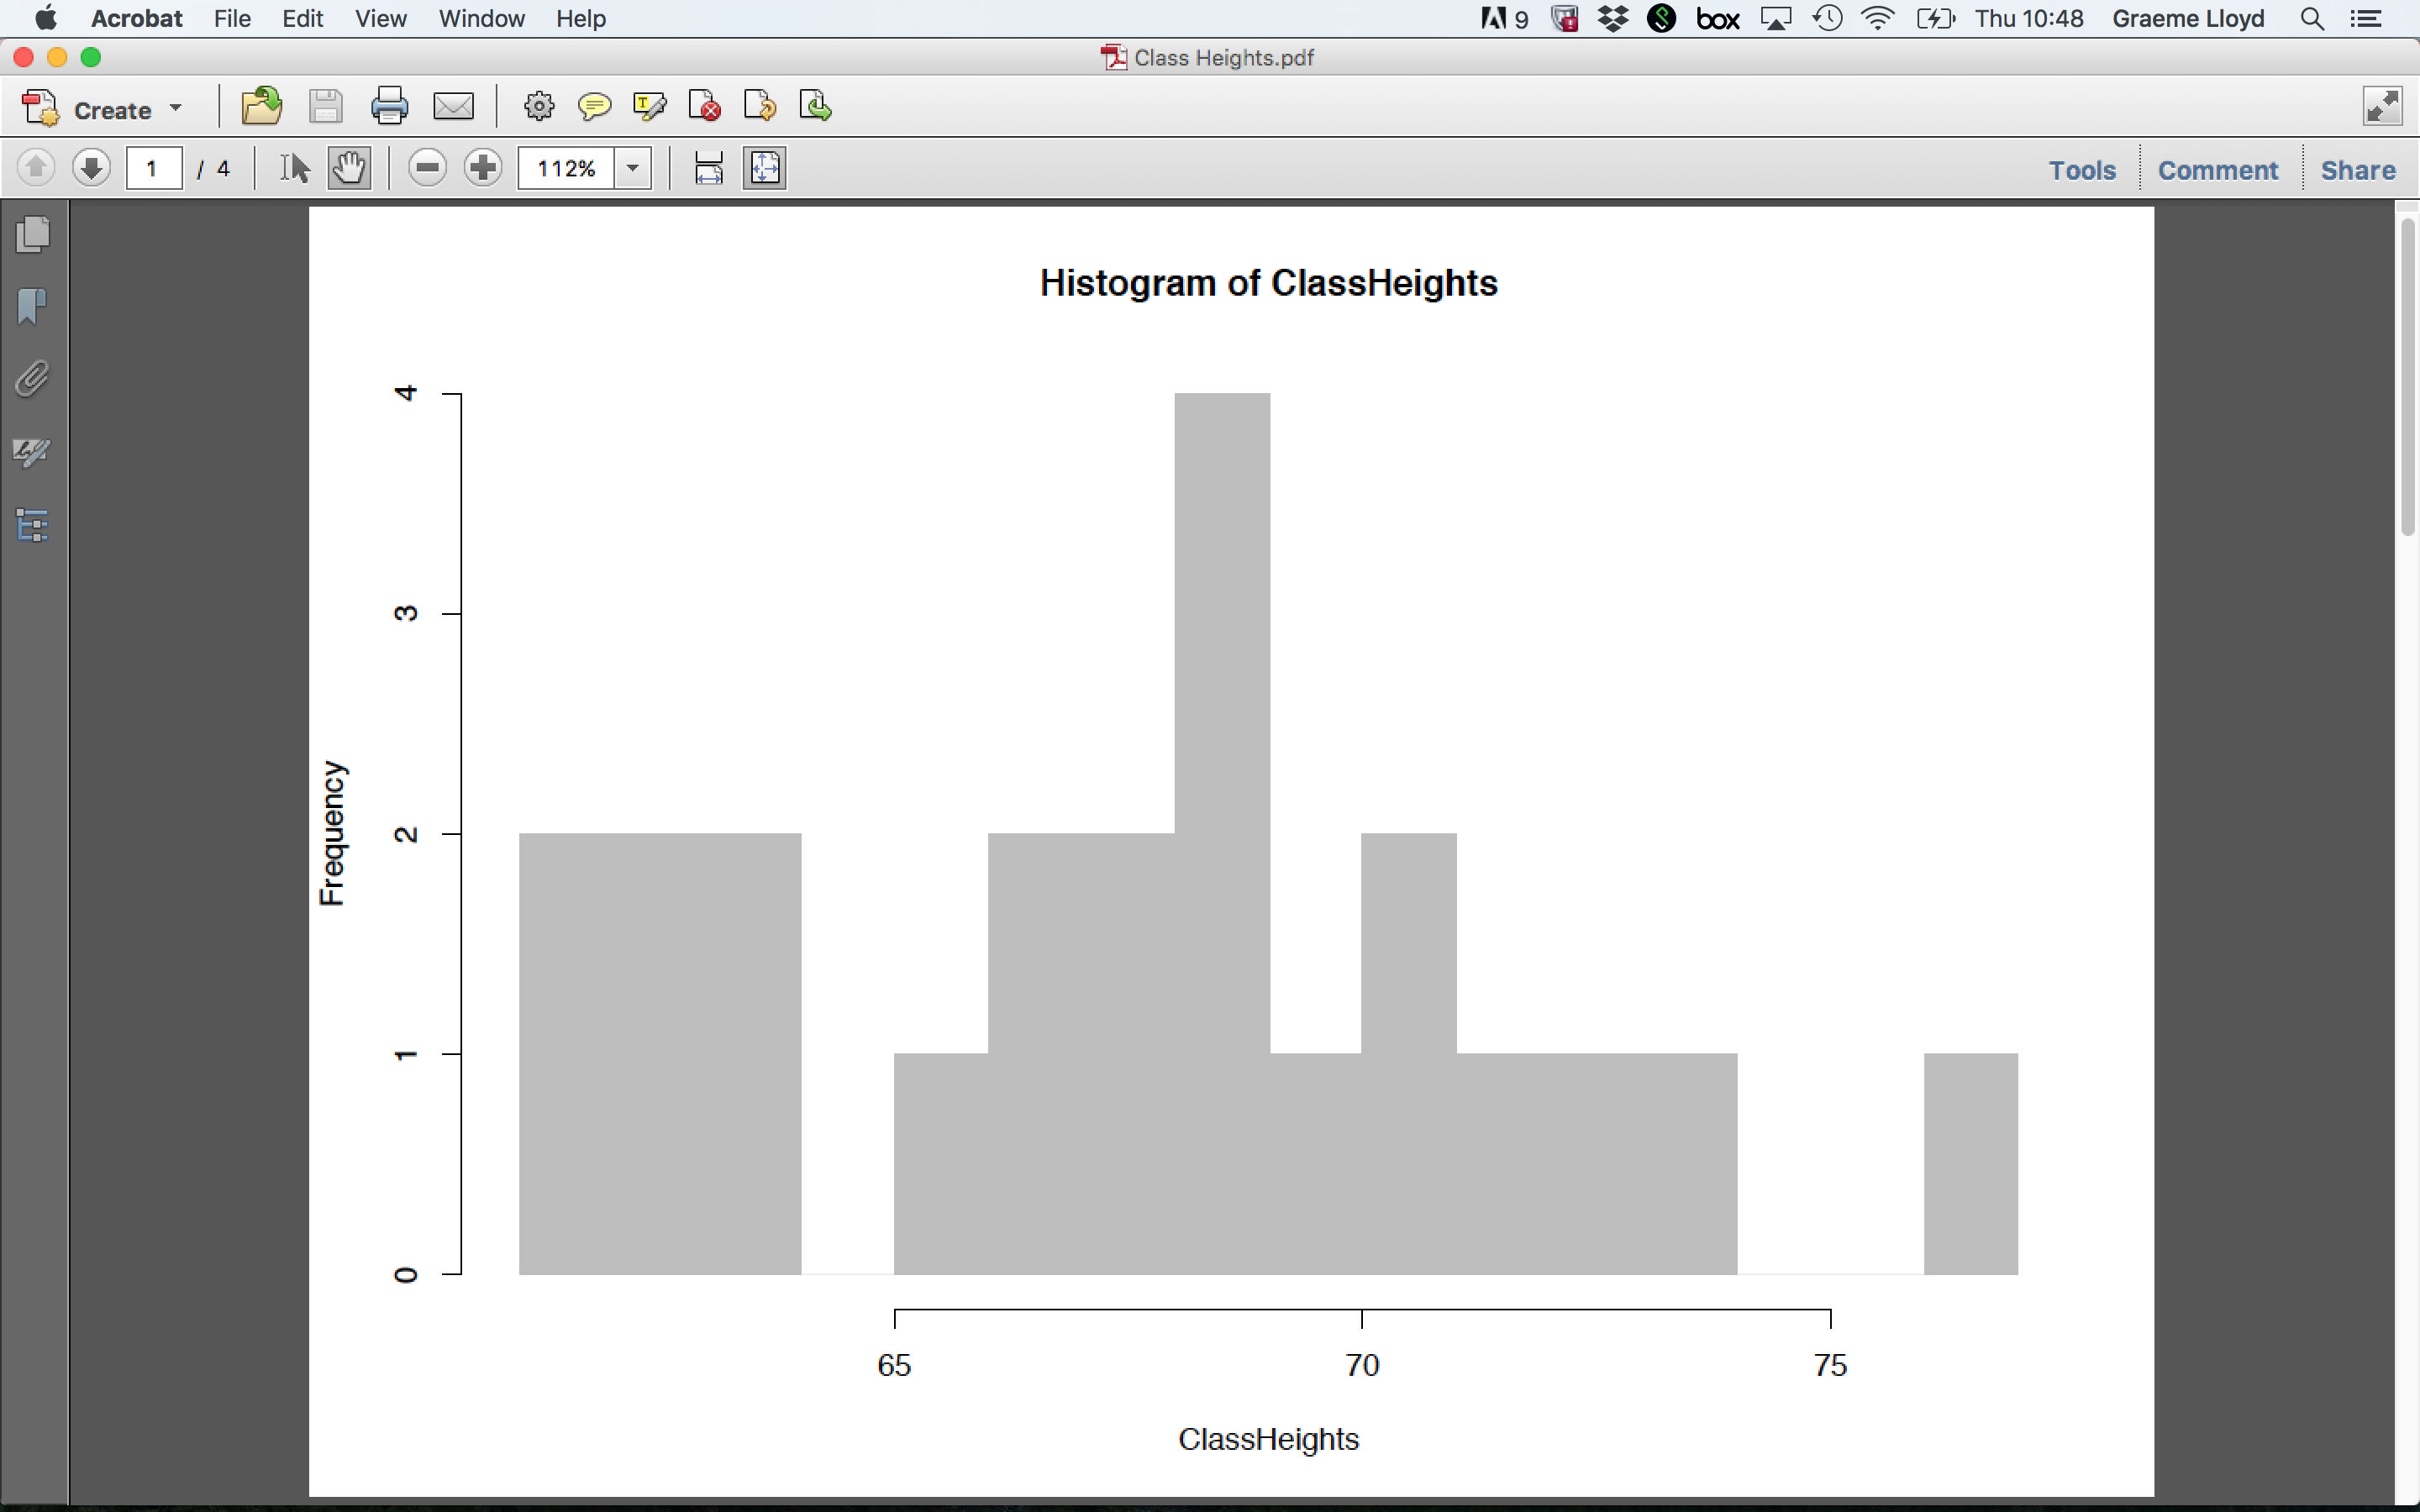 Acrobat File Edit View Window Help 9 box Thu 10:48 Graeme Lloyd
Class Heights.pdf
Create
1 / 4 112% Tools Comment Share
Histogram of ClassHeights
Frequency
4
3
2
1
0
65 70 75
ClassHeights